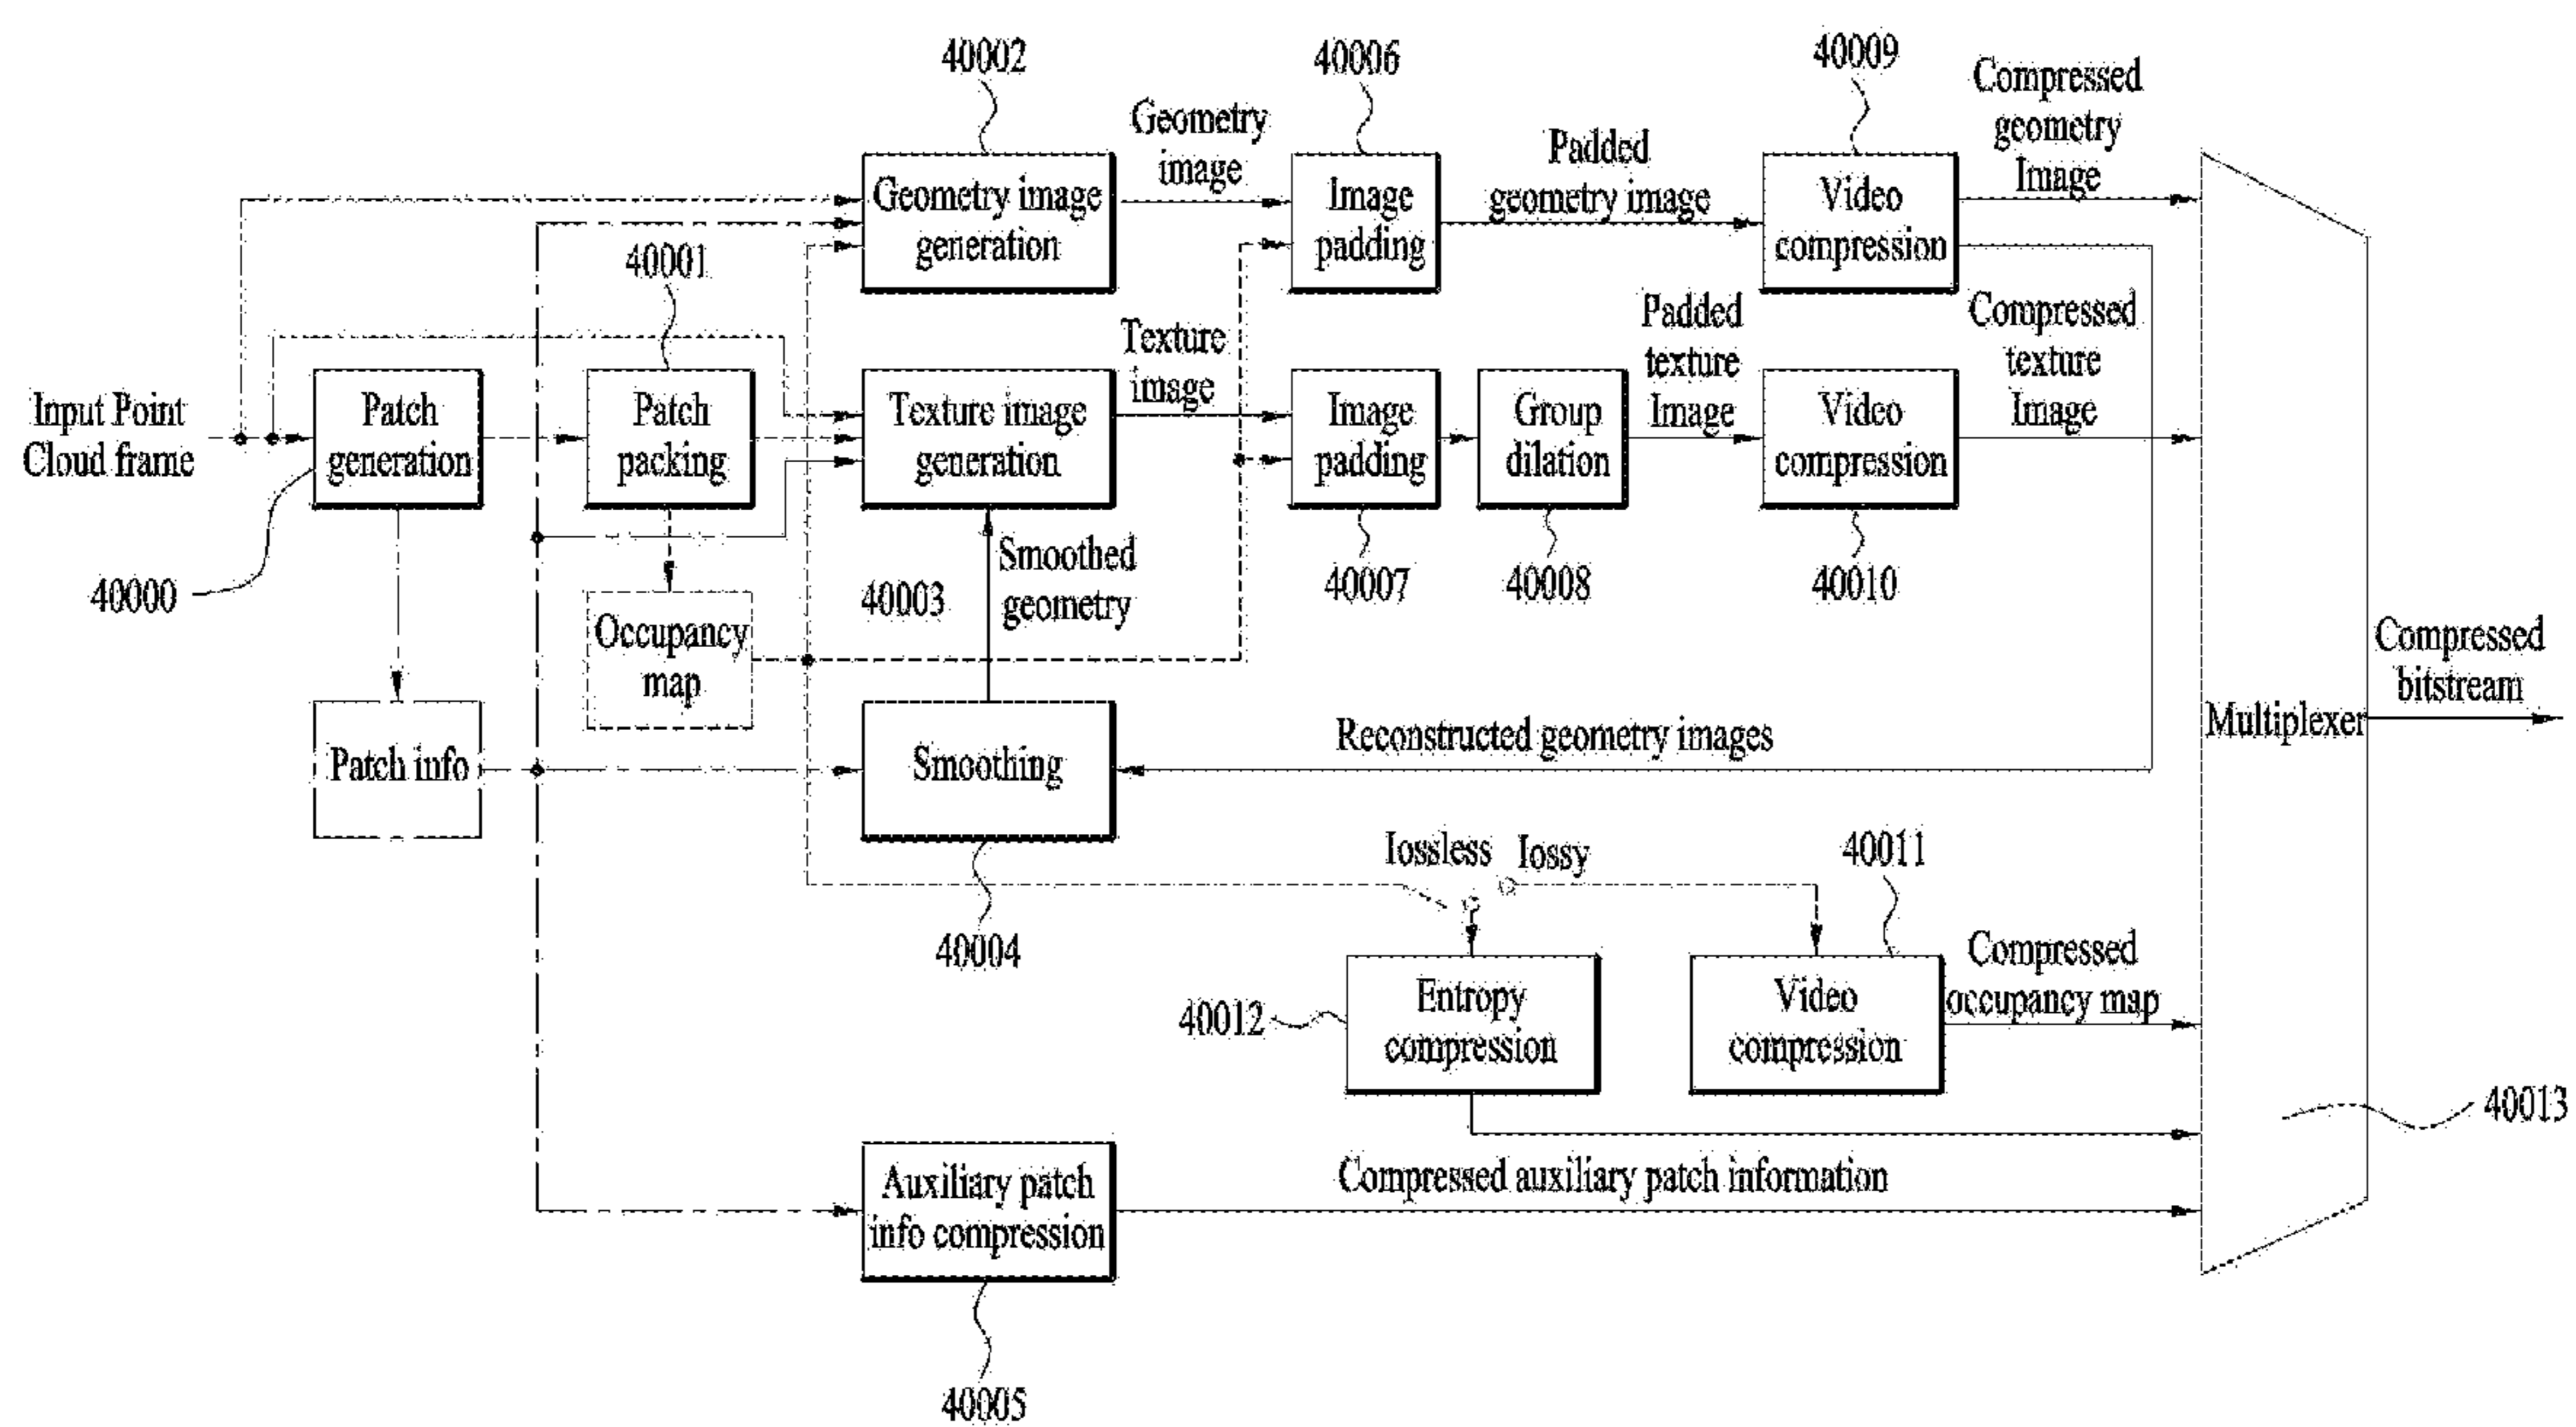 40002
40006
40009
Compressed
geometry
Image
Geometry
image
Padded
geometry image
Geometry image
generation
Image
padding
Video
compression
40001
Texture
image
Padded
texture
Image
Compressed
texture
Image
Input Point
Cloud frame
Patch
generation
Patch
packing
Texture image
generation
Image
padding
Group
dilation
Video
compression
40000
40003
Smoothed
geometry
40007
40008
40010
Occupancy
map
Compressed
bitstream
Multiplexer
Patch info
Smoothing
Reconstructed geometry images
lossless
lossy
40011
40004
40012
Entropy
compression
Video
compression
Compressed
occupancy map
40013
Auxiliary patch
info compression
Compressed auxiliary patch information
40005